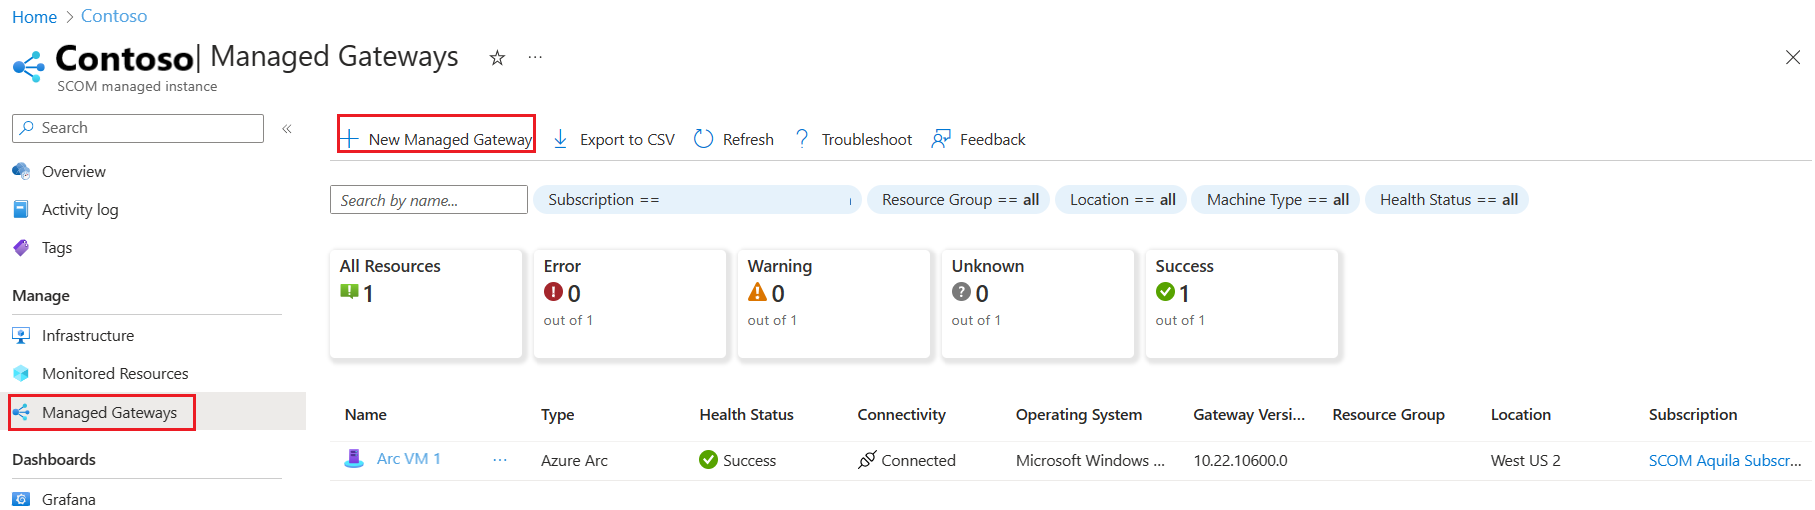 Home > Contoso
Contoso| Managed Gateways
SCOM managed instance
Search
Overview
Activity log
Tags
Manage
Infrastructure
Monitored Resources
Managed Gateways
Dashboards
Grafana
New Managed Gateway Export to CSV Refresh Troubleshoot Feedback
Search by name... Subscription == Resource Group == all Location == all Machine Type == all Health Status == all
All Resources
1
Error
0
out of 1
Warning
0
out of 1
Unknown
0
out of 1
Success
1
out of 1
Name Type Health Status Connectivity Operating System Gateway Versi... Resource Group Location Subscription
Arc VM 1 ... Azure Arc Success Connected Microsoft Windows ... 10.22.10600.0 West US 2 SCOM Aquila Subscr...